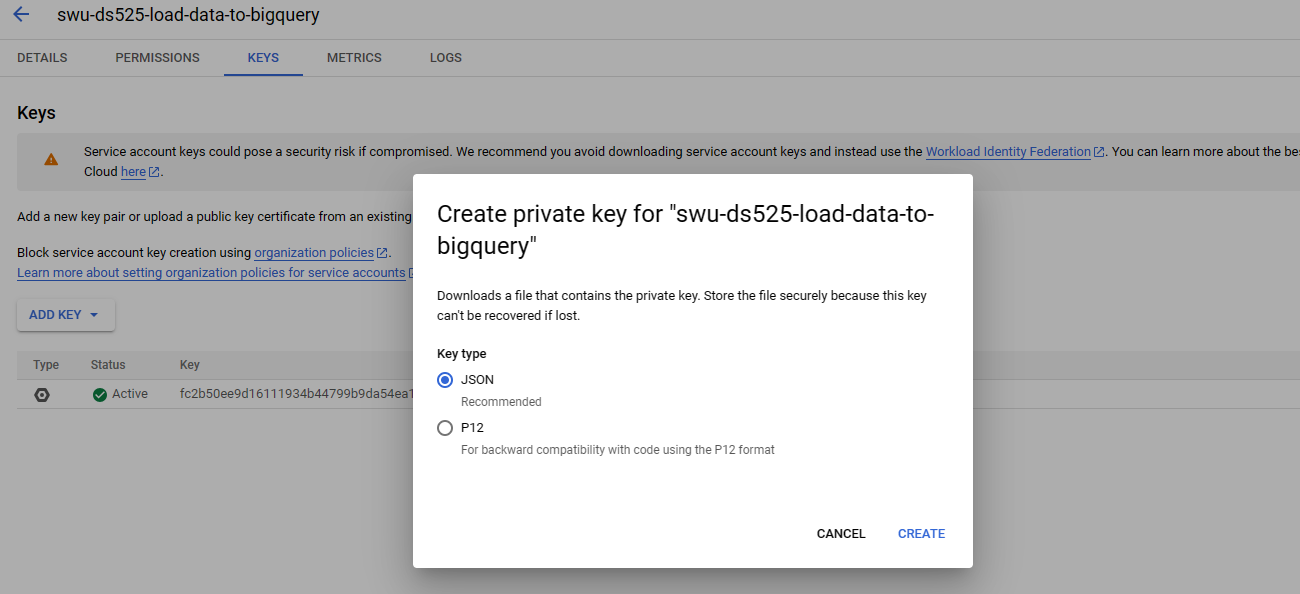 swu-ds525-load-data-to-bigquery
DETAILS PERMISSIONS KEYS METRICS LOGS
Keys
Service account keys could pose a security risk if compromised. We recommend you avoid downloading service account keys and instead use the Workload Identity Federation. You can learn more about the
Cloud here.
Add a new key pair or upload a public key certificate from an existing
Block service account key creation using organization policies.
Learn more about setting organization policies for service accounts
ADD KEY
Type Status Key
Active fc2b50ee9d16111934b44799b9da54ea1
Create private key for "swu-ds525-load-data-to-
bigquery"
Downloads a file that contains the private key. Store the file securely because this key
can't be recovered if lost.
Key type
JSON
Recommended
P12
For backward compatibility with code using the P12 format
CANCEL CREATE